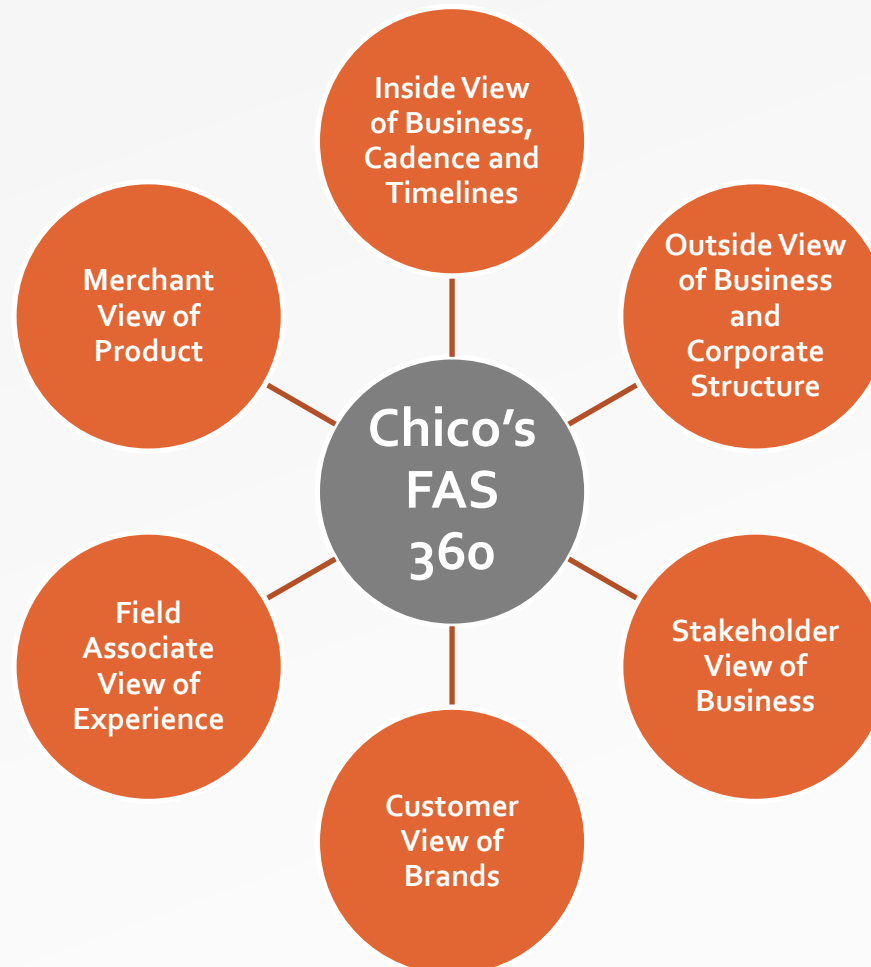 Inside View
of Business,
Cadence and
Timelines
Outside View
of Business
and
Corporate
Structure
Stakeholder
View of
Business
Customer
View of
Brands
Field
Associate
View of
Experience
Merchant
View of
Product
Chico’s
FAS
360